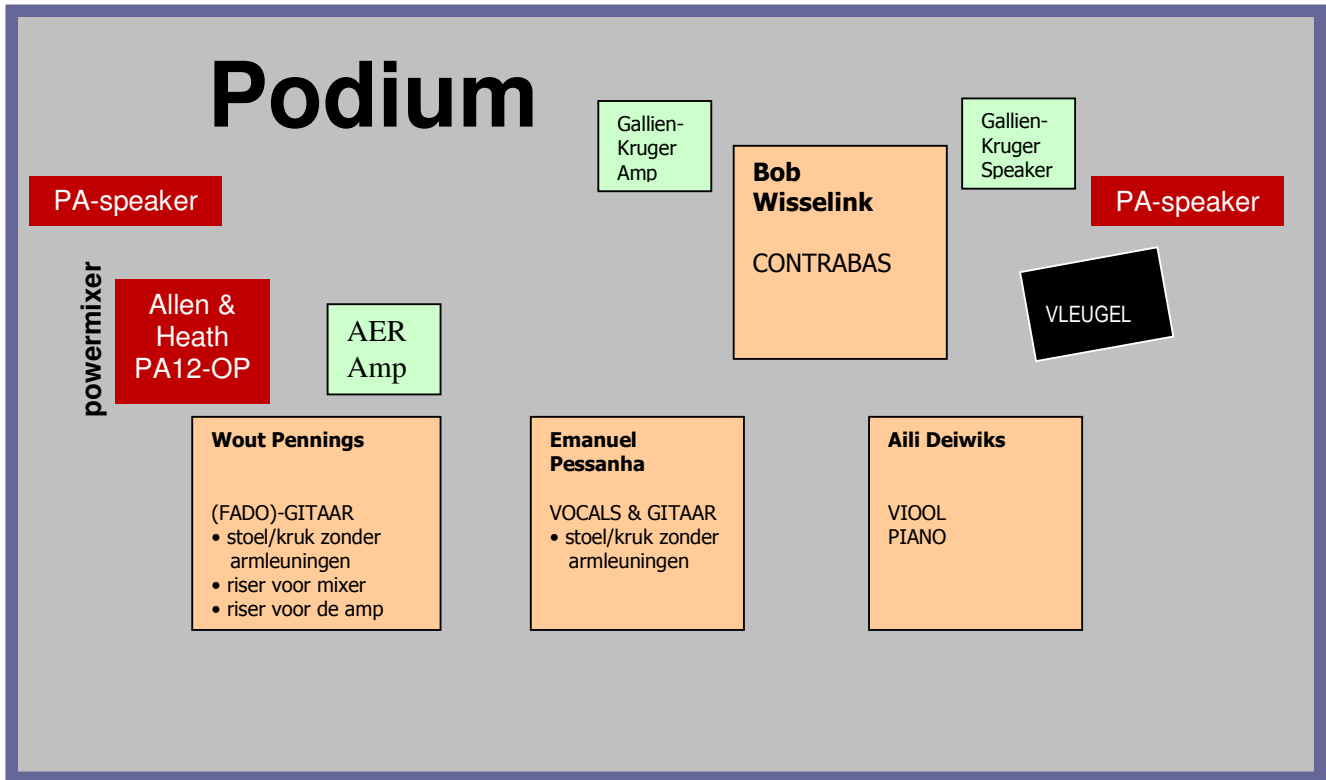 Podium
Gallien-
Kruger
Amp
Gallien-
Kruger
Speaker
Bob
Wisselink
CONTRABAS
PA-speaker
PA-speaker
powermixer
Allen &
Heath
PA12-OP
AER
Amp
VLEUGEL
Wout Pennings
(FADO)-GITAAR
• stoel/kruk zonder
armleuningen
• riser voor mixer
• riser voor de amp
Emanuel
Pessanha
VOCALS & GITAAR
• stoel/kruk zonder
armleuningen
Aili Deiwiks
VIOOL
PIANO